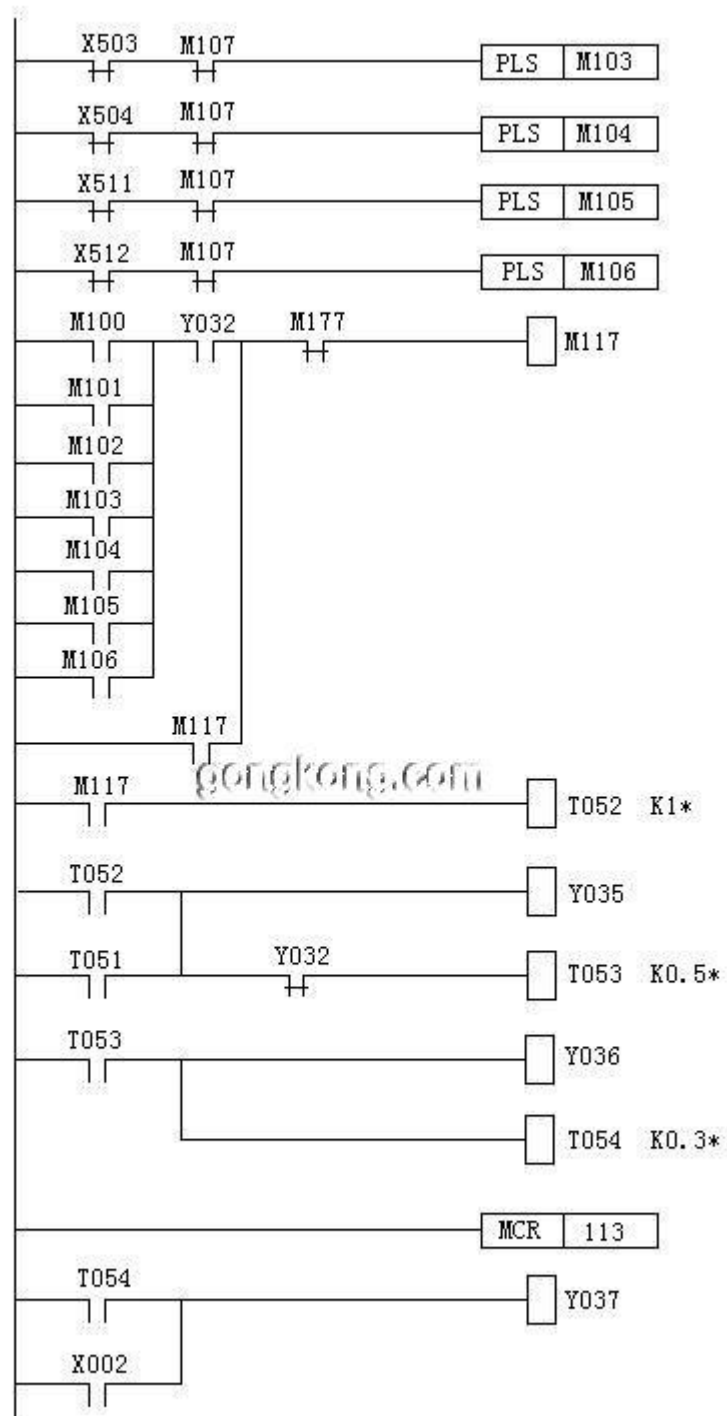 X503 M107 PLS M103
X504 M107 PLS M104
X511 M107 PLS M105
X512 M107 PLS M106
M100 Y032 M177 M117
M101
M102
M103
M104
M105
M106
M117
gongkong.com
M117 T052 K1*
T052 Y035
T051 Y032 T053 K0.5*
T053 Y036
T054 K0.3*
MCR 113
T054 Y037
X002